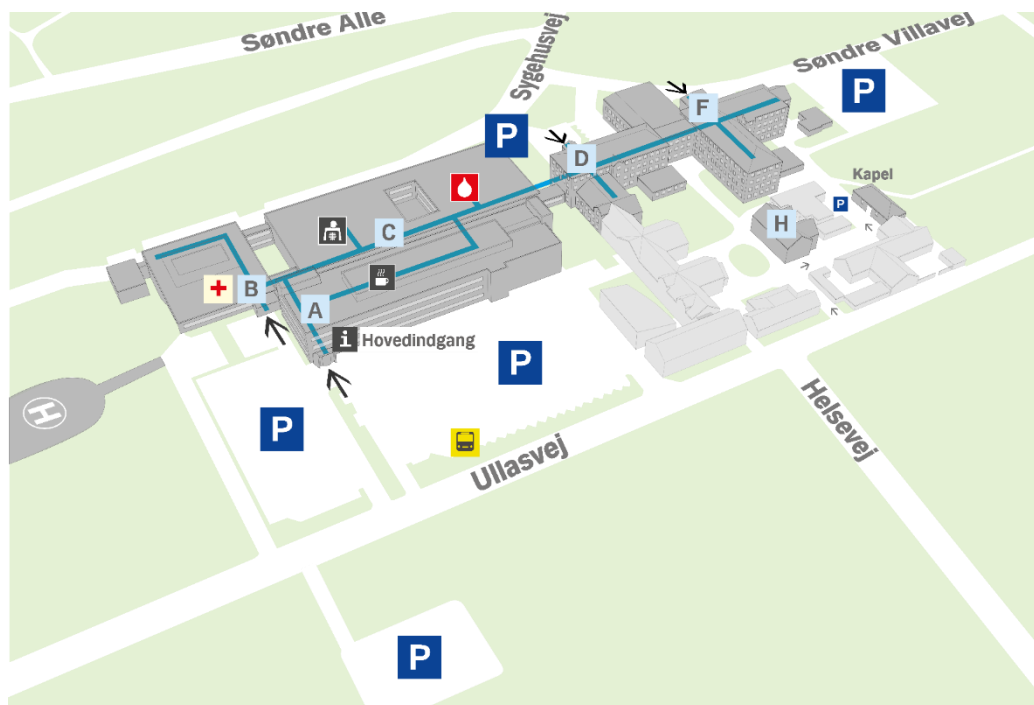 Søndre Alle
Sygehusvej
Søndre Villavej
P
F
P
D
Kapel
P
H
C
B
A
i Hovedindgang
P
H
P
Ullasvej
Helsevej
P